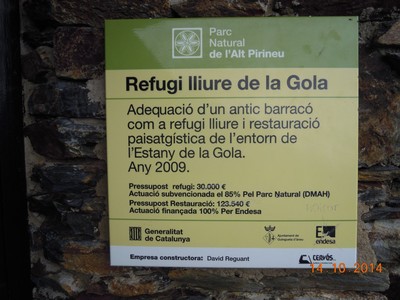 Parc
Natural
de l'Alt Pirineu
Refugi lliure de la Gola
Adequació d'un antic barracó
com a refugi lliure i restauració
paisatgística de l'entorn de
l'Estany de la Gola.
Any 2009.
Pressupost refugi: 30.000 €
Actuació subvencionada el 85% Pel Parc Natural (DMAH)
Pressupost Restauració: 123.540 €
Actuació finançada 100% Per Endesa
Generalitat
de Catalunya
Ajuntament
endesa
Empresa constructora: David Reguant
14 10 2014